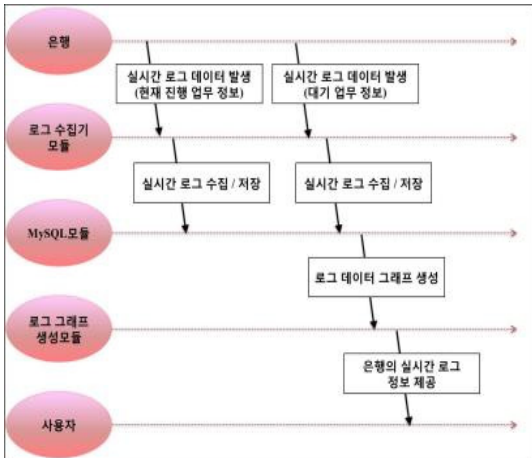 은행
실시간 로그 데이터 발생
(현재 진행 업무 정보)
실시간 로그 데이터 발생
(대기 업무 정보)
로그 수집기
모듈
실시간 로그 수집 / 저장
실시간 로그 수집 / 저장
MySQL모듈
로그 데이터 그래프 생성
로그 그래프
생성모듈
은행의 실시간 로그
정보 제공
사용자